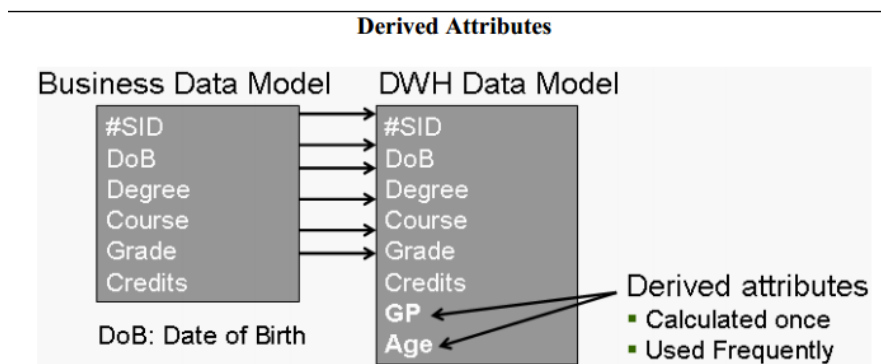 Derived Attributes
Business Data Model
#SID
DoB
Degree
Course
Grade
Credits
DoB: Date of Birth
DWH Data Model
#SID
DoB
Degree
Course
Grade
Credits
GP
Age
Derived attributes
▪ Calculated once
▪ Used Frequently